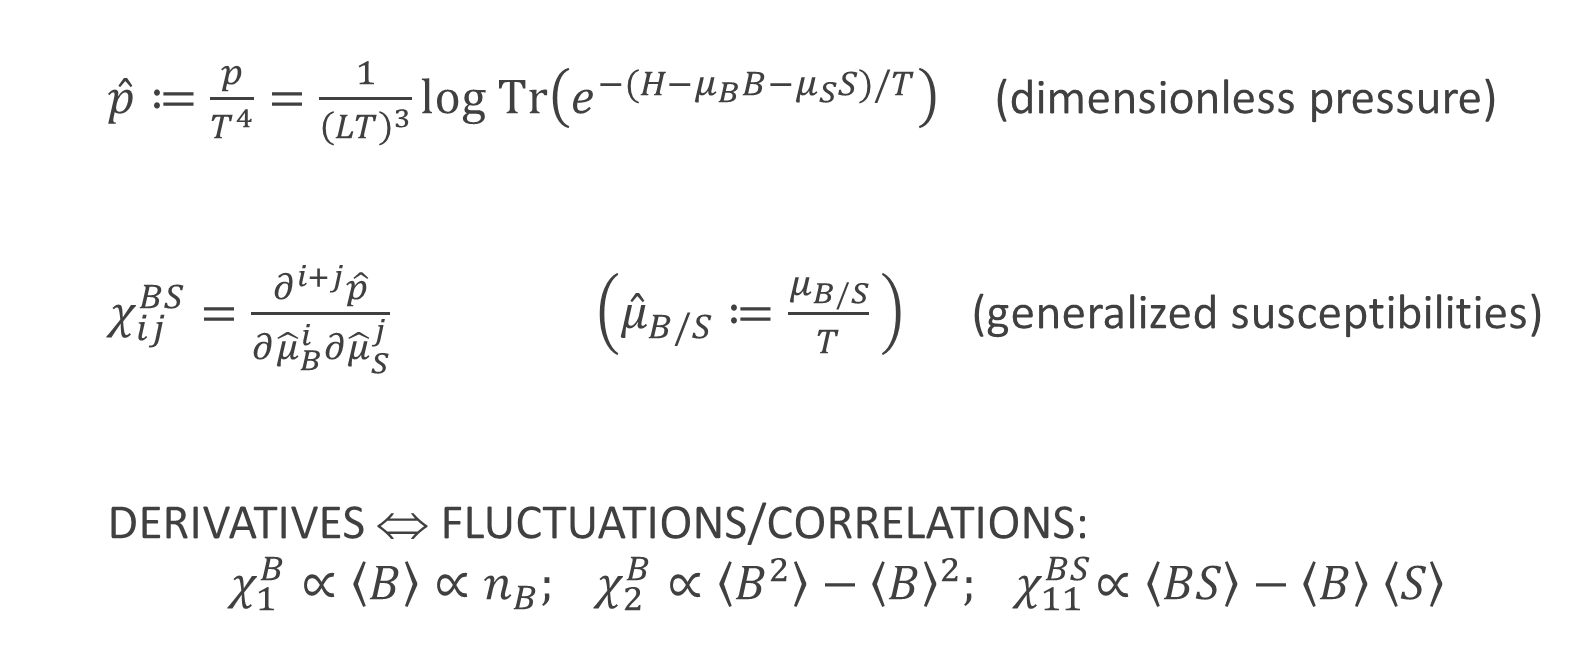 p̂ ≔ p/T⁴ = 1/(LT)³ log Tr(e^{−(H−μ_B B−μ_S S)/T}) (dimensionless pressure)
χ_{ij}^{BS} = ∂^{i+j}p̂/∂μ̂_B^i ∂μ̂_S^j (μ̂_{B/S} ≔ μ_{B/S}/T) (generalized susceptibilities)
DERIVATIVES ⇔ FLUCTUATIONS/CORRELATIONS:
χ_1^B ∝ ⟨B⟩ ∝ n_B; χ_2^B ∝ ⟨B²⟩ − ⟨B⟩²; χ_{11}^{BS} ∝ ⟨BS⟩ − ⟨B⟩ ⟨S⟩